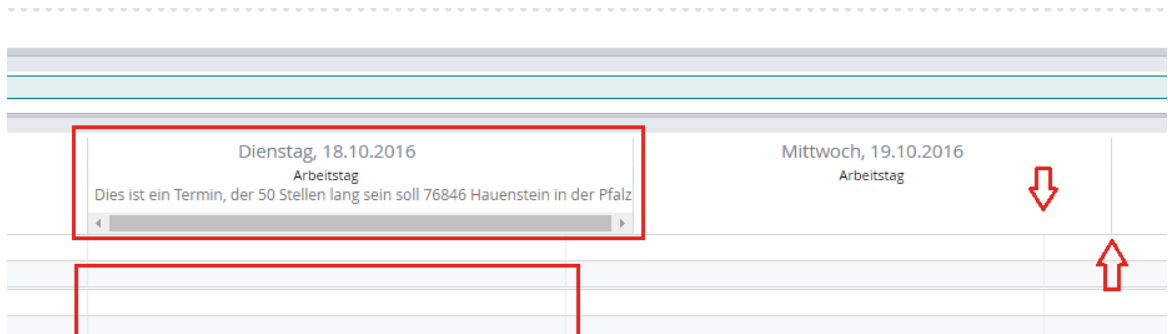 Dienstag, 18.10.2016
Arbeitstag
Dies ist ein Termin, der 50 Stellen lang sein soll 76846 Hauenstein in der Pfalz
Mittwoch, 19.10.2016
Arbeitstag